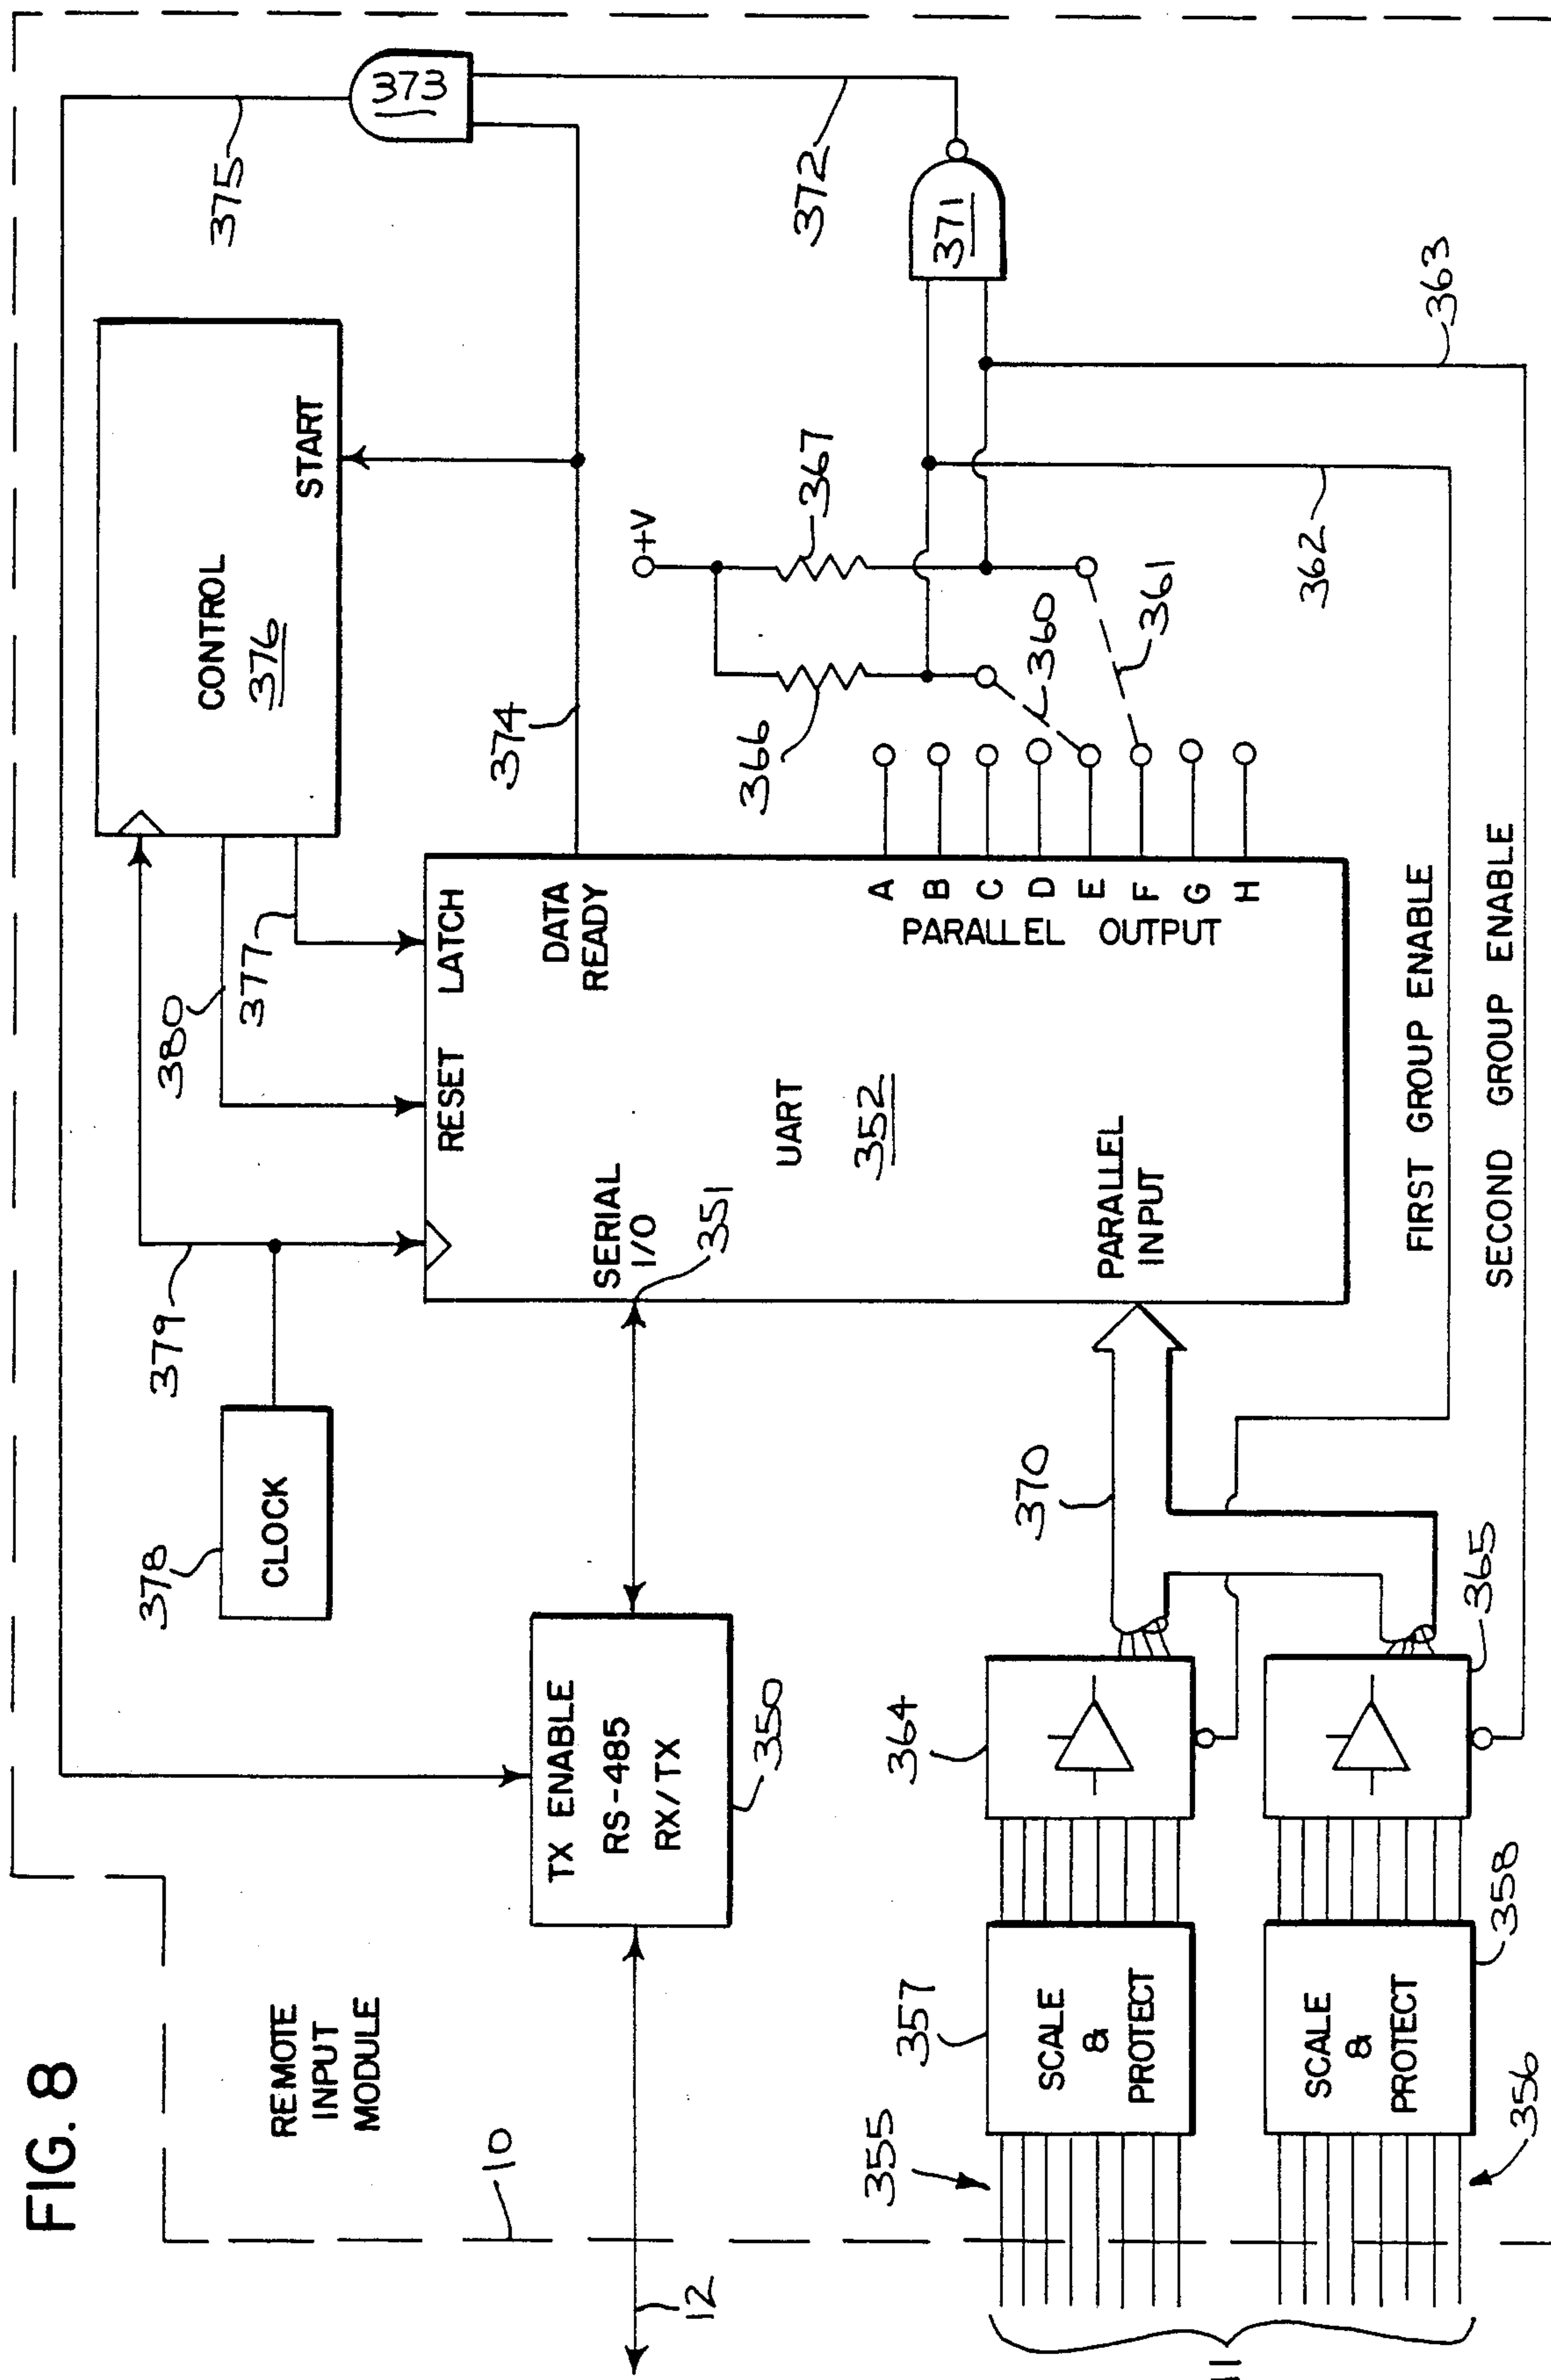 FIG. 8
REMOTE
INPUT
MODULE
10
12
11
378
CLOCK
379
380
377
CONTROL
376
START
375
373
372
371
374
TX ENABLE
RS-485
RX/TX
350
SERIAL
I/O
351
RESET
LATCH
DATA
READY
UART
352
PARALLEL
INPUT
A
B
C
D
E
F
G
H
PARALLEL OUTPUT
+V
366
367
360
361
362
363
370
355
357
SCALE
&
PROTECT
364
356
358
SCALE
&
PROTECT
365
FIRST GROUP ENABLE
SECOND GROUP ENABLE